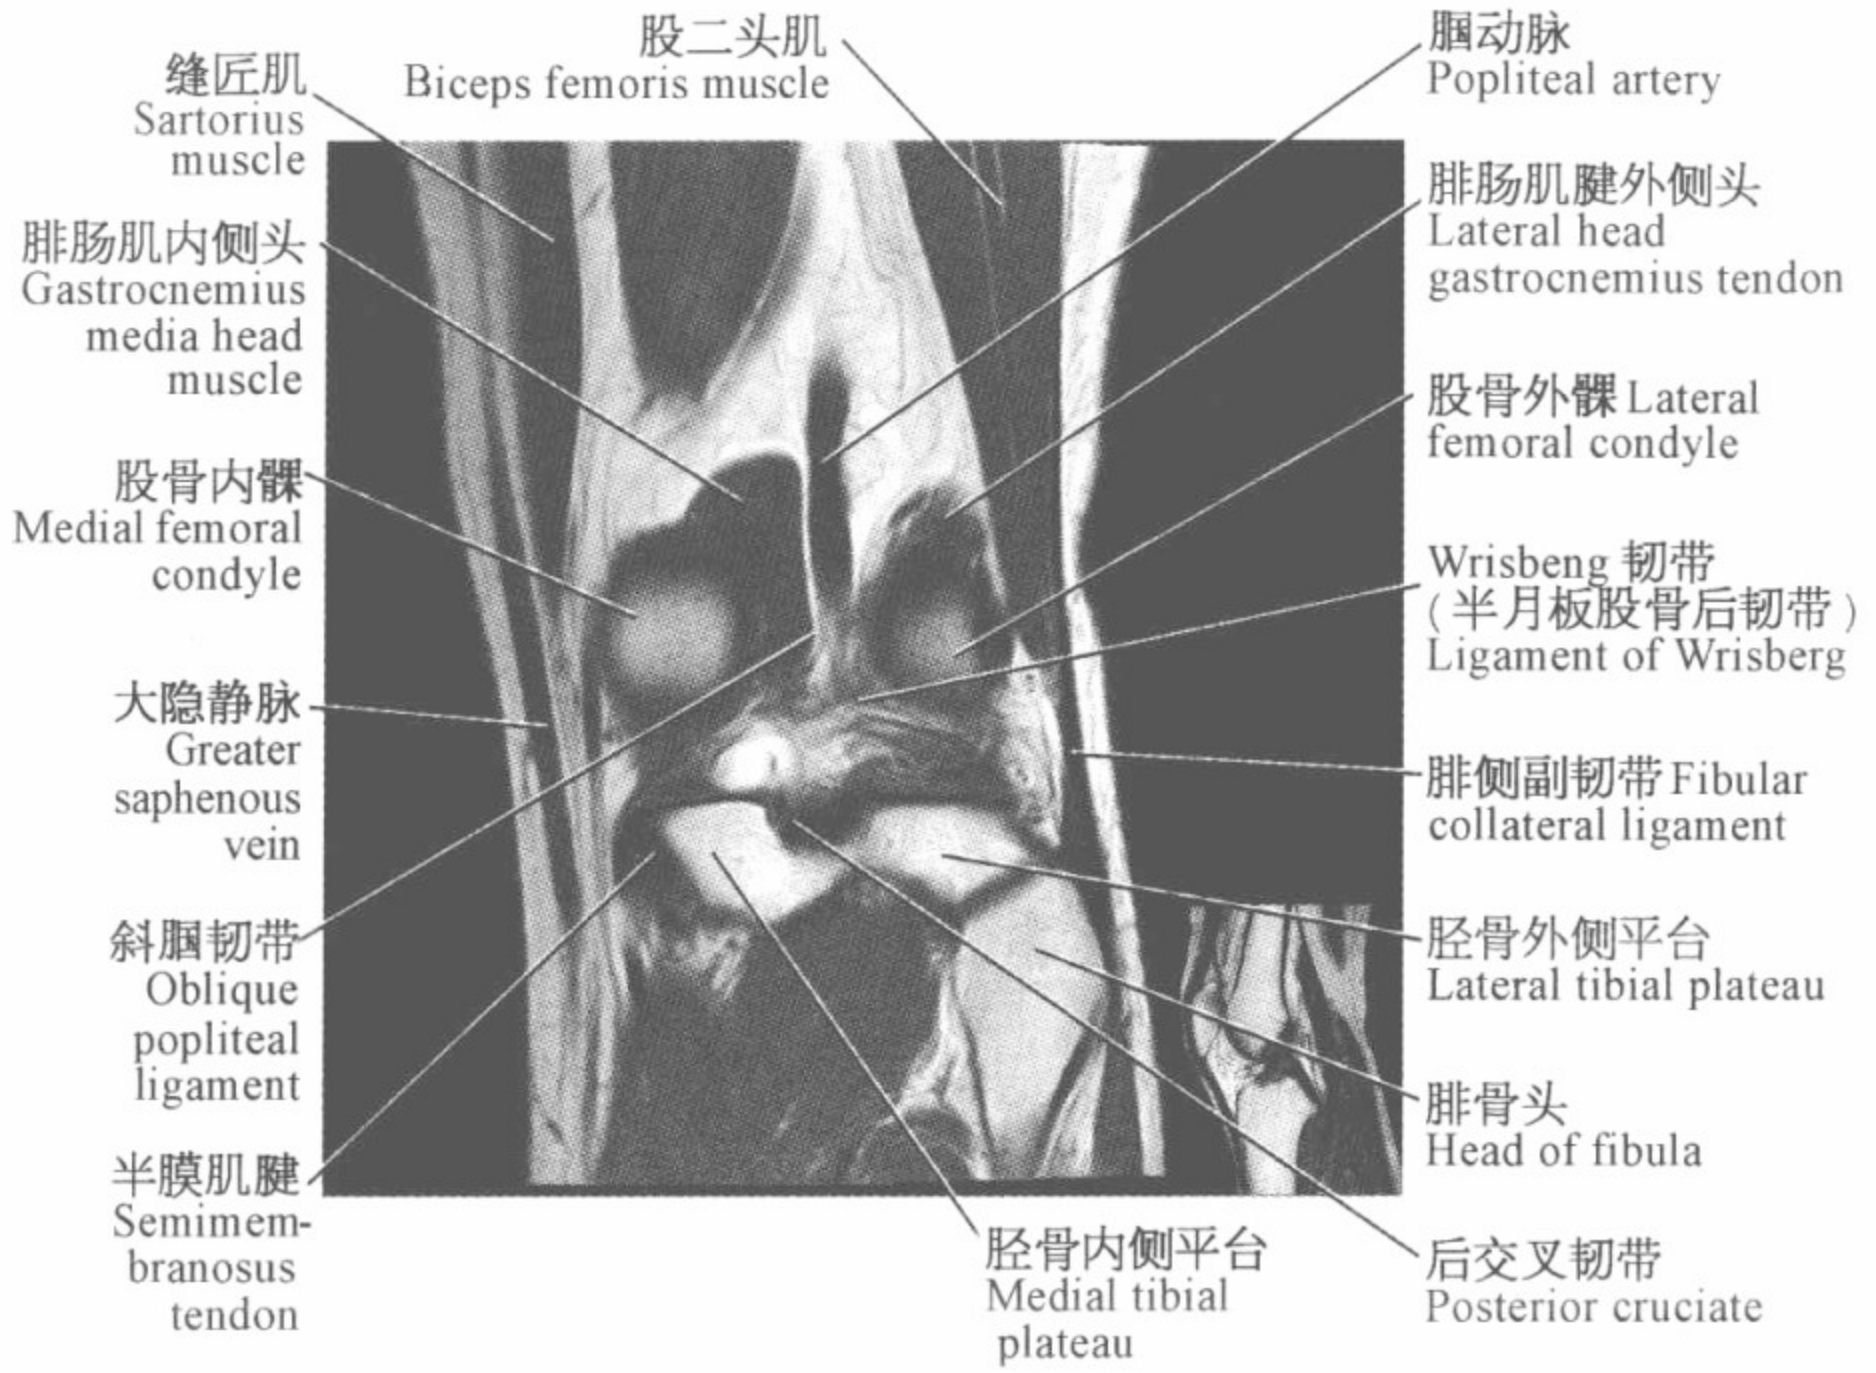 股二头肌
Biceps femoris muscle
缝匠肌
Sartorius
muscle
腓肠肌内侧头
Gastrocnemius
media head
muscle
股骨内髁
Medial femoral
condyle
大隐静脉
Greater
saphenous
vein
斜腘韧带
Oblique
popliteal
ligament
半膜肌腱
Semimem-
branosus
tendon
腘动脉
Popliteal artery
腓肠肌腱外侧头
Lateral head
gastrocnemius tendon
股骨外髁 Lateral
femoral condyle
Wrisbeng 韧带
(半月板股骨后韧带)
Ligament of Wrisberg
腓侧副韧带 Fibular
collateral ligament
胫骨外侧平台
Lateral tibial plateau
腓骨头
Head of fibula
后交叉韧带
Posterior cruciate
胫骨内侧平台
Medial tibial
plateau